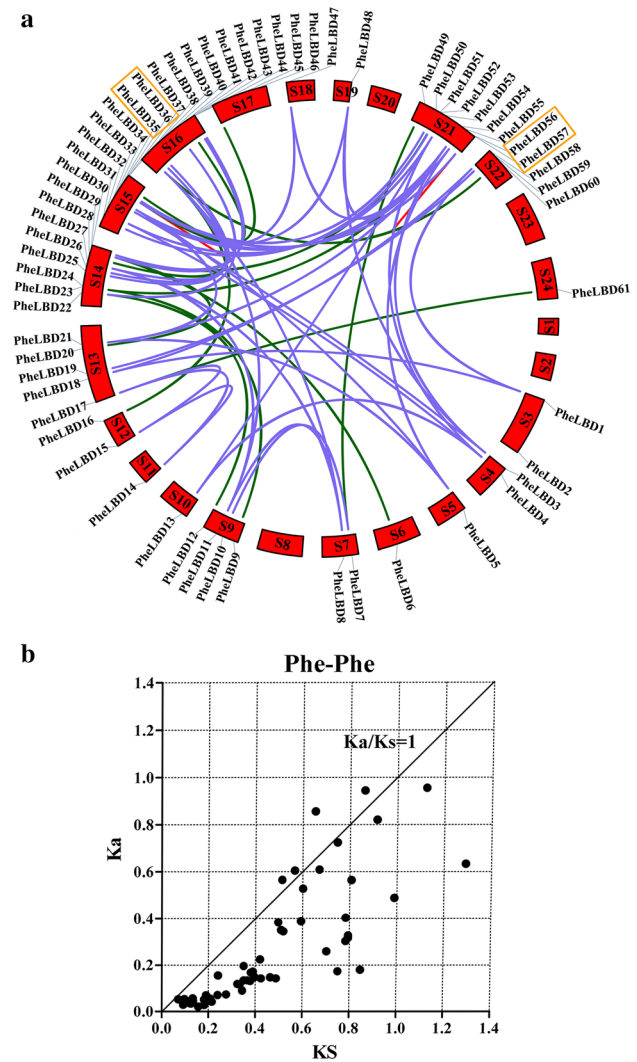 a
PheLBD1
PheLBD2
PheLBD3
PheLBD4
PheLBD5
PheLBD6
PheLBD7
PheLBD8
PheLBD9
PheLBD10
PheLBD11
PheLBD12
PheLBD13
PheLBD14
PheLBD15
PheLBD16
PheLBD17
PheLBD18
PheLBD19
PheLBD20
PheLBD21
PheLBD22
PheLBD23
PheLBD24
PheLBD25
PheLBD26
PheLBD27
PheLBD28
PheLBD29
PheLBD30
PheLBD31
PheLBD32
PheLBD33
PheLBD34
PheLBD35
PheLBD36
PheLBD37
PheLBD38
PheLBD39
PheLBD40
PheLBD41
PheLBD42
PheLBD43
PheLBD44
PheLBD45
PheLBD46
PheLBD47
PheLBD48
PheLBD49
PheLBD50
PheLBD51
PheLBD52
PheLBD53
PheLBD54
PheLBD55
PheLBD56
PheLBD57
PheLBD58
PheLBD59
PheLBD60
PheLBD61
S1
S2
S3
S4
S5
S6
S7
S8
S9
S10
S11
S12
S13
S14
S15
S16
S17
S18
S19
S20
S21
S22
S23
S24
b
Phe-Phe
Ka/Ks=1
Ka
1.4
1.2
1.0
0.8
0.6
0.4
0.2
0.0
0.0 0.2 0.4 0.6 0.8 1.0 1.2 1.4
KS